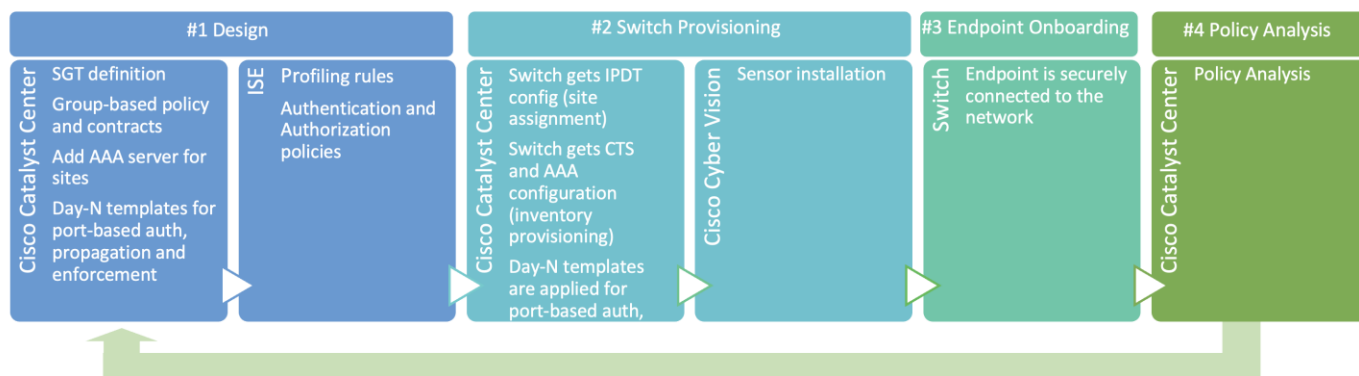 #1 Design
#2 Switch Provisioning
#3 Endpoint Onboarding
#4 Policy Analysis
Cisco Catalyst Center
SGT definition
Group-based policy
and contracts
Add AAA server for
sites
Day-N templates for
port-based auth,
propagation and
enforcement
ISE
Profiling rules
Authentication and
Authorization
policies
Cisco Catalyst Center
Switch gets IPDT
config (site
assignment)
Switch gets CTS
and AAA
configuration
(inventory
provisioning)
Day-N templates
are applied for
port-based auth,
Cisco Cyber Vision
Sensor installation
Switch
Endpoint is securely
connected to the
network
Cisco Catalyst Center
Policy Analysis